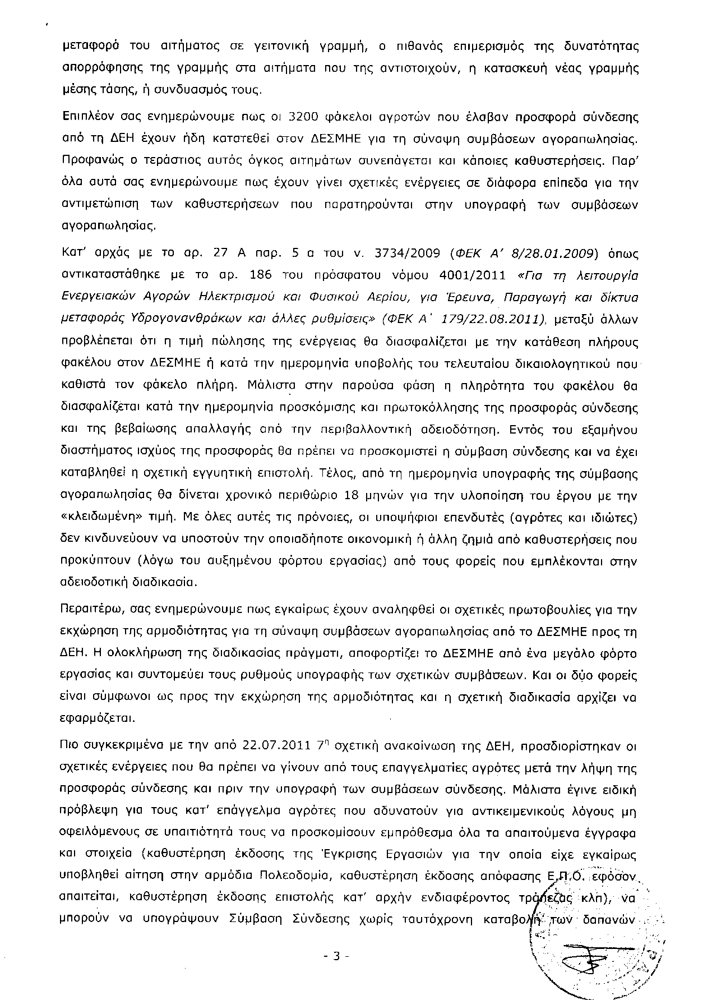 μεταφορά του αιτήματος σε γειτονική γραμμή, ο πιθανός επιμερισμός της δυνατότητας
απορρόφησης της γραμμής στα αιτήματα που της αντιστοιχούν, η κατασκευή νέας γραμμής
μέσης τάσης, ή συνδυασμός τους.
Επιπλέον σας ενημερώνουμε πως οι 3200 φάκελοι αγροτών που έλαβαν προσφορά σύνδεσης
από τη ΔΕΗ έχουν ήδη κατατεθεί στον ΔΕΣΜΗΕ για τη σύναψη συμβάσεων αγοραπωλησίας.
Προφανώς ο τεράστιος αυτός όγκος αιτημάτων συνεπάγεται και κάποιες καθυστερήσεις. Παρ'
όλα αυτά σας ενημερώνουμε πως έχουν γίνει σχετικές ενέργειες σε διάφορα επίπεδα για την
αντιμετώπιση των καθυστερήσεων που παρατηρούνται στην υπογραφή των συμβάσεων
αγοραπωλησίας.
Κατ' αρχάς με το αρ. 27 Α παρ. 5 α του ν. 3734/2009 (ΦΕΚ Α' 8/28.01.2009) όπως
αντικαταστάθηκε με το αρ. 186 του πρόσφατου νόμου 4001/2011 «Για τη λειτουργία
Ενεργειακών Αγορών Ηλεκτρισμού και Φυσικού Αερίου, για Έρευνα, Παραγωγή και δίκτυα
μεταφοράς Υδρογονανθράκων και άλλες ρυθμίσεις» (ΦΕΚ Α' 179/22.08.2011), μεταξύ άλλων
προβλέπεται ότι η τιμή πώλησης της ενέργειας θα διασφαλίζεται με την κατάθεση πλήρους
φακέλου στον ΔΕΣΜΗΕ ή κατά την ημερομηνία υποβολής του τελευταίου δικαιολογητικού που
καθιστά τον φάκελο πλήρη. Μάλιστα στην παρούσα φάση η πληρότητα του φακέλου θα
διασφαλίζεται κατά την ημερομηνία προσκόμισης και πρωτοκόλλησης της προσφοράς σύνδεσης
και της βεβαίωσης απαλλαγής από την περιβαλλοντική αδειοδότηση. Εντός του εξαμήνου
διαστήματος ισχύος της προσφοράς θα πρέπει να προσκομιστεί η σύμβαση σύνδεσης και να έχει
καταβληθεί η σχετική εγγυητική επιστολή. Τέλος, από τη ημερομηνία υπογραφής της σύμβασης
αγοραπωλησίας θα δίνεται χρονικό περιθώριο 18 μηνών για την υλοποίηση του έργου με την
«κλειδωμένη» τιμή. Με όλες αυτές τις πρόνοιες, οι υποψήφιοι επενδυτές (αγρότες και ιδιώτες)
δεν κινδυνεύουν να υποστούν την οποιαδήποτε οικονομική ή άλλη ζημιά από καθυστερήσεις που
προκύπτουν (λόγω του αυξημένου φόρτου εργασίας) από τους φορείς που εμπλέκονται στην
αδειοδοτική διαδικασία.
Περαιτέρω, σας ενημερώνουμε πως εγκαίρως έχουν αναληφθεί οι σχετικές πρωτοβουλίες για την
εκχώρηση της αρμοδιότητας για τη σύναψη συμβάσεων αγοραπωλησίας από το ΔΕΣΜΗΕ προς τη
ΔΕΗ. Η ολοκλήρωση της διαδικασίας πράγματι, αποφορτίζει το ΔΕΣΜΗΕ από ένα μεγάλο φόρτο
εργασίας και συντομεύει τους ρυθμούς υπογραφής των σχετικών συμβάσεων. Και οι δύο φορείς
είναι σύμφωνοι ως προς την εκχώρηση της αρμοδιότητας και η σχετική διαδικασία αρχίζει να
εφαρμόζεται.
Πιο συγκεκριμένα με την από 22.07.2011 7η σχετική ανακοίνωση της ΔΕΗ, προσδιορίστηκαν οι
σχετικές ενέργειες που θα πρέπει να γίνουν από τους επαγγελματίες αγρότες μετά την λήψη της
προσφοράς σύνδεσης και πριν την υπογραφή των συμβάσεων σύνδεσης. Μάλιστα έγινε ειδική
πρόβλεψη για τους κατ' επάγγελμα αγρότες που αδυνατούν για αντικειμενικούς λόγους μη
οφειλόμενους σε υπαιτιότητά τους να προσκομίσουν εμπρόθεσμα όλα τα απαιτούμενα έγγραφα
και στοιχεία (καθυστέρηση έκδοσης της Έγκρισης Εργασιών για την οποία είχε εγκαίρως
υποβληθεί αίτηση στην αρμόδια Πολεοδομία, καθυστέρηση έκδοσης απόφασης Ε.Π.Ο. εφόσον
απαιτείται, καθυστέρηση έκδοσης επιστολής κατ' αρχήν ενδιαφέροντος τράπεζας κλπ), να
μπορούν να υπογράψουν Σύμβαση Σύνδεσης χωρίς ταυτόχρονη καταβολή των δαπανών
- 3 -